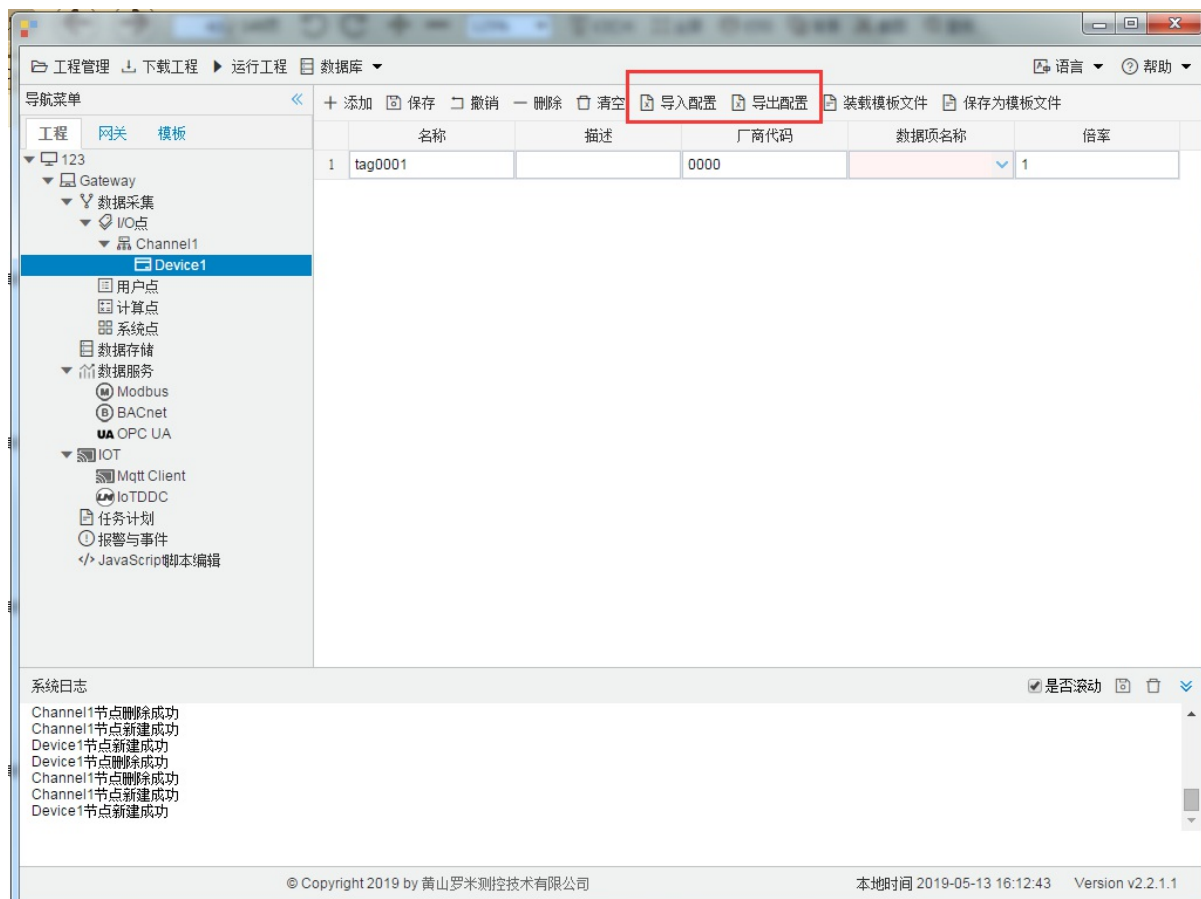 工程管理 下载工程 运行工程 数据库 语言 帮助
导航菜单
添加 保存 撤销 删除 清空 导入配置 导出配置 装载模板文件 保存为模板文件
工程 网关 模板
名称 描述 厂商代码 数据项名称 倍率
1 tag0001 0000 1
123
Gateway
数据采集
I/O点
Channel1
Device1
用户点
计算点
系统点
数据存储
数据服务
M Modbus
B BACnet
UA OPC UA
IOT
Mqtt Client
IoTDDC
任务计划
报警与事件
</> JavaScript脚本编辑
系统日志 是否滚动
Channel1节点删除成功
Channel1节点新建成功
Device1节点新建成功
Device1节点删除成功
Channel1节点删除成功
Channel1节点新建成功
Device1节点新建成功
© Copyright 2019 by 黄山罗米测控技术有限公司 本地时间 2019-05-13 16:12:43 Version v2.2.1.1